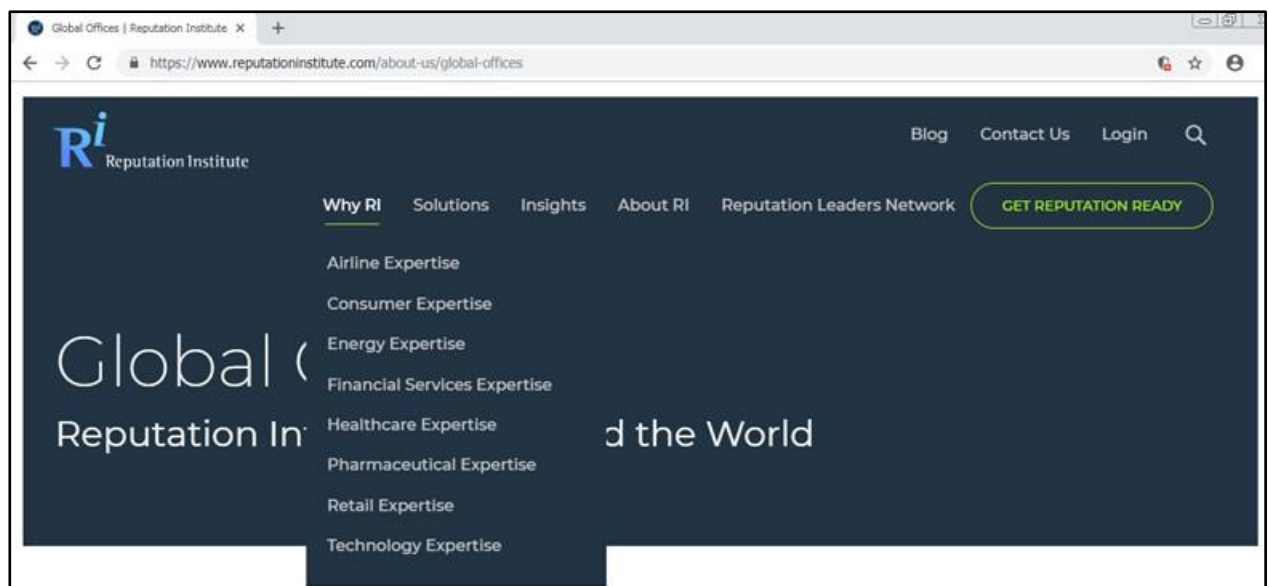 Global Offices | Reputation Institute
https://www.reputationinstitute.com/about-us/global-offices
Ri
Reputation Institute
Blog Contact Us Login
Why RI Solutions Insights About RI Reputation Leaders Network GET REPUTATION READY
Airline Expertise
Consumer Expertise
Energy Expertise
Global
Financial Services Expertise
Healthcare Expertise
Reputation In d the World
Pharmaceutical Expertise
Retail Expertise
Technology Expertise